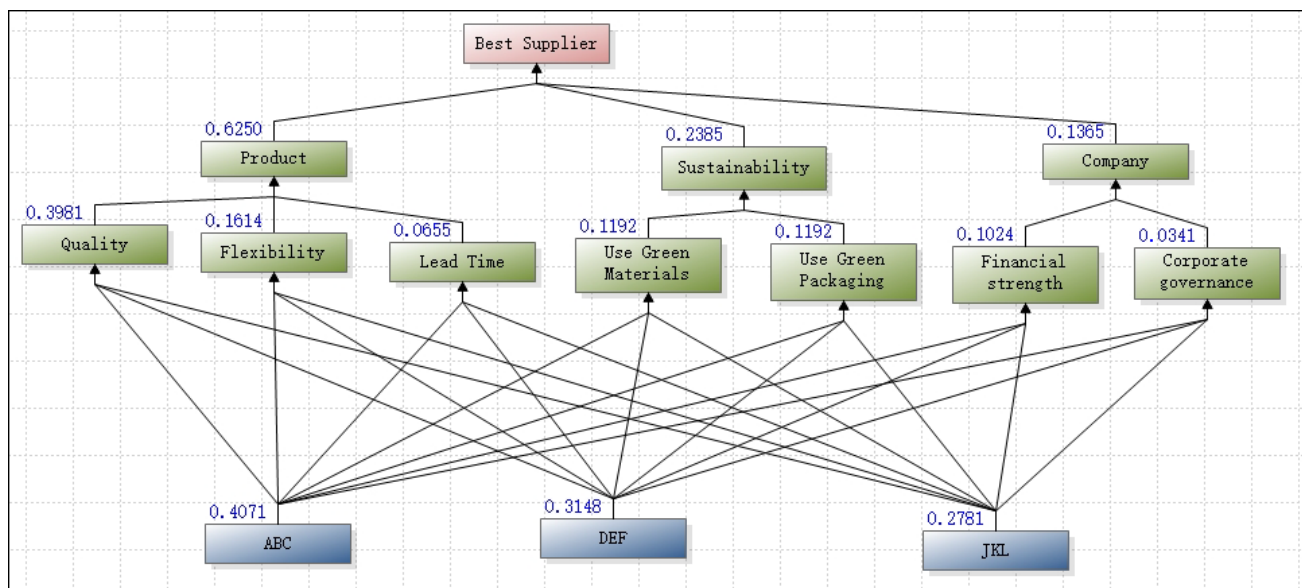 Best Supplier
0.6250
Product
0.2385
Sustainability
0.1365
Company
0.3981
Quality
0.1614
Flexibility
0.0655
Lead Time
0.1192
Use Green
Materials
0.1192
Use Green
Packaging
0.1024
Financial
strength
0.0341
Corporate
governance
0.4071
ABC
0.3148
DEF
0.2781
JKL